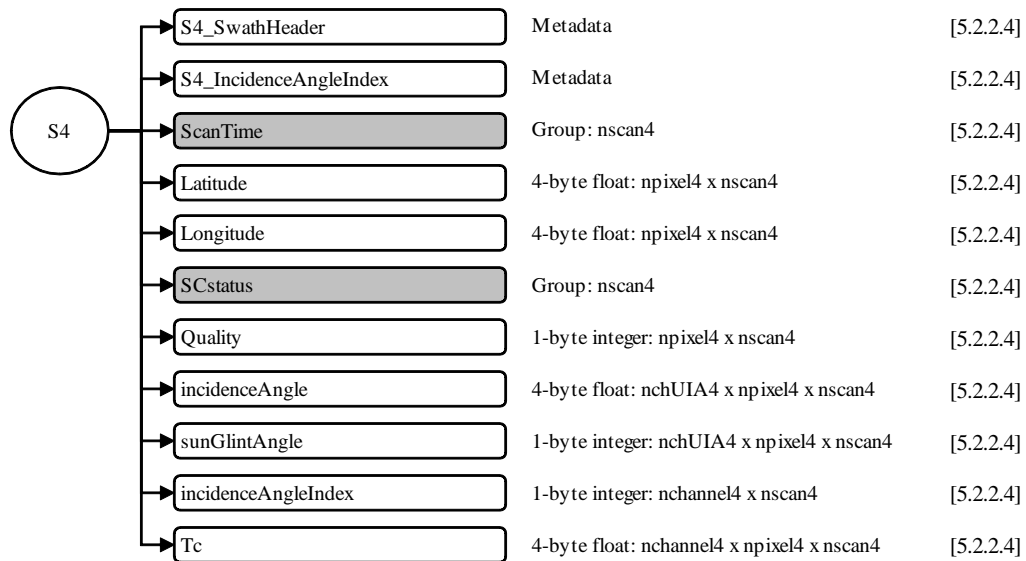 S4_SwathHeader Metadata [5.2.2.4]
S4_IncidenceAngleIndex Metadata [5.2.2.4]
S4 ScanTime Group: nscan4 [5.2.2.4]
Latitude 4-byte float: npixel4 x nscan4 [5.2.2.4]
Longitude 4-byte float: npixel4 x nscan4 [5.2.2.4]
SCstatus Group: nscan4 [5.2.2.4]
Quality 1-byte integer: npixel4 x nscan4 [5.2.2.4]
incidenceAngle 4-byte float: nchUIA4 x npixel4 x nscan4 [5.2.2.4]
sunGlintAngle 1-byte integer: nchUIA4 x npixel4 x nscan4 [5.2.2.4]
incidenceAngleIndex 1-byte integer: nchannel4 x nscan4 [5.2.2.4]
Tc 4-byte float: nchannel4 x npixel4 x nscan4 [5.2.2.4]